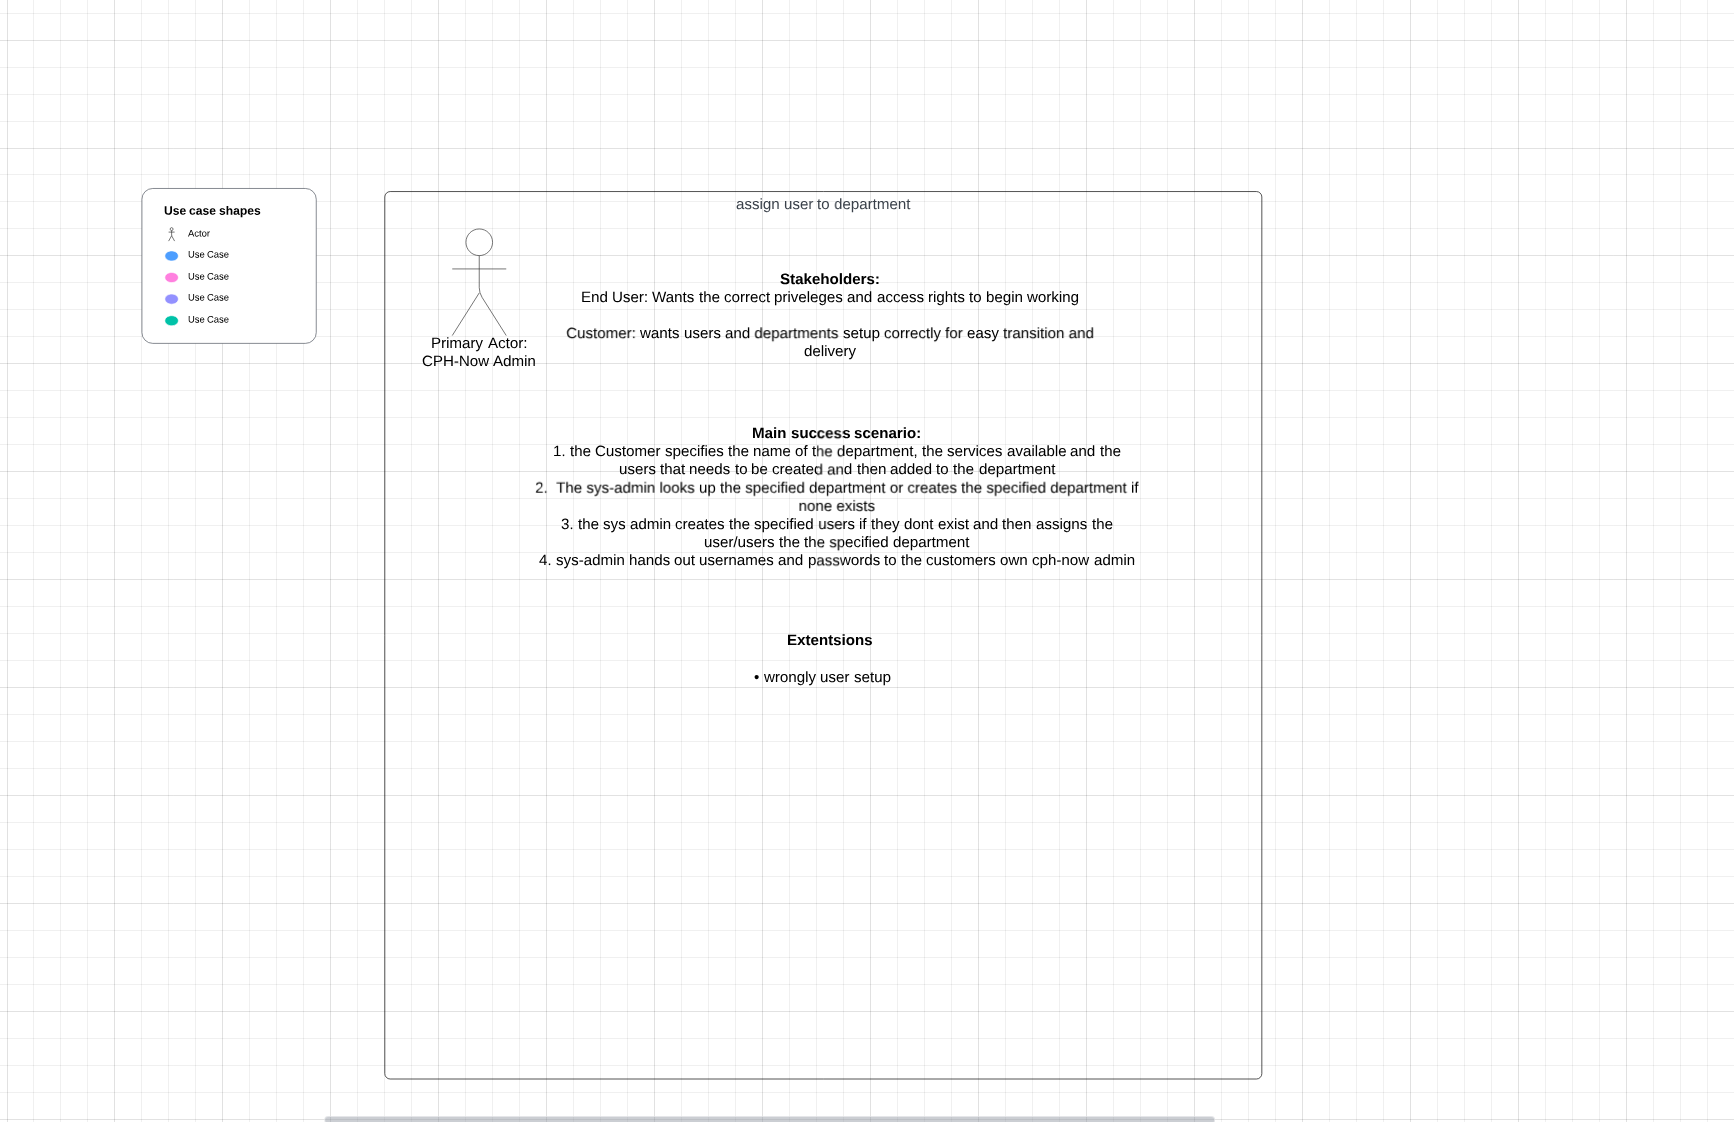 Use case shapes
Actor
Use Case
Use Case
Use Case
Use Case
assign user to department
Primary Actor:
CPH-Now Admin
Stakeholders:
End User: Wants the correct priveleges and access rights to begin working
Customer: wants users and departments setup correctly for easy transition and
delivery
Main success scenario:
1. the Customer specifies the name of the department, the services available and the
users that needs to be created and then added to the department
2. The sys-admin looks up the specified department or creates the specified department if
none exists
3. the sys admin creates the specified users if they dont exist and then assigns the
user/users the the specified department
4. sys-admin hands out usernames and passwords to the customers own cph-now admin
Extentsions
• wrongly user setup